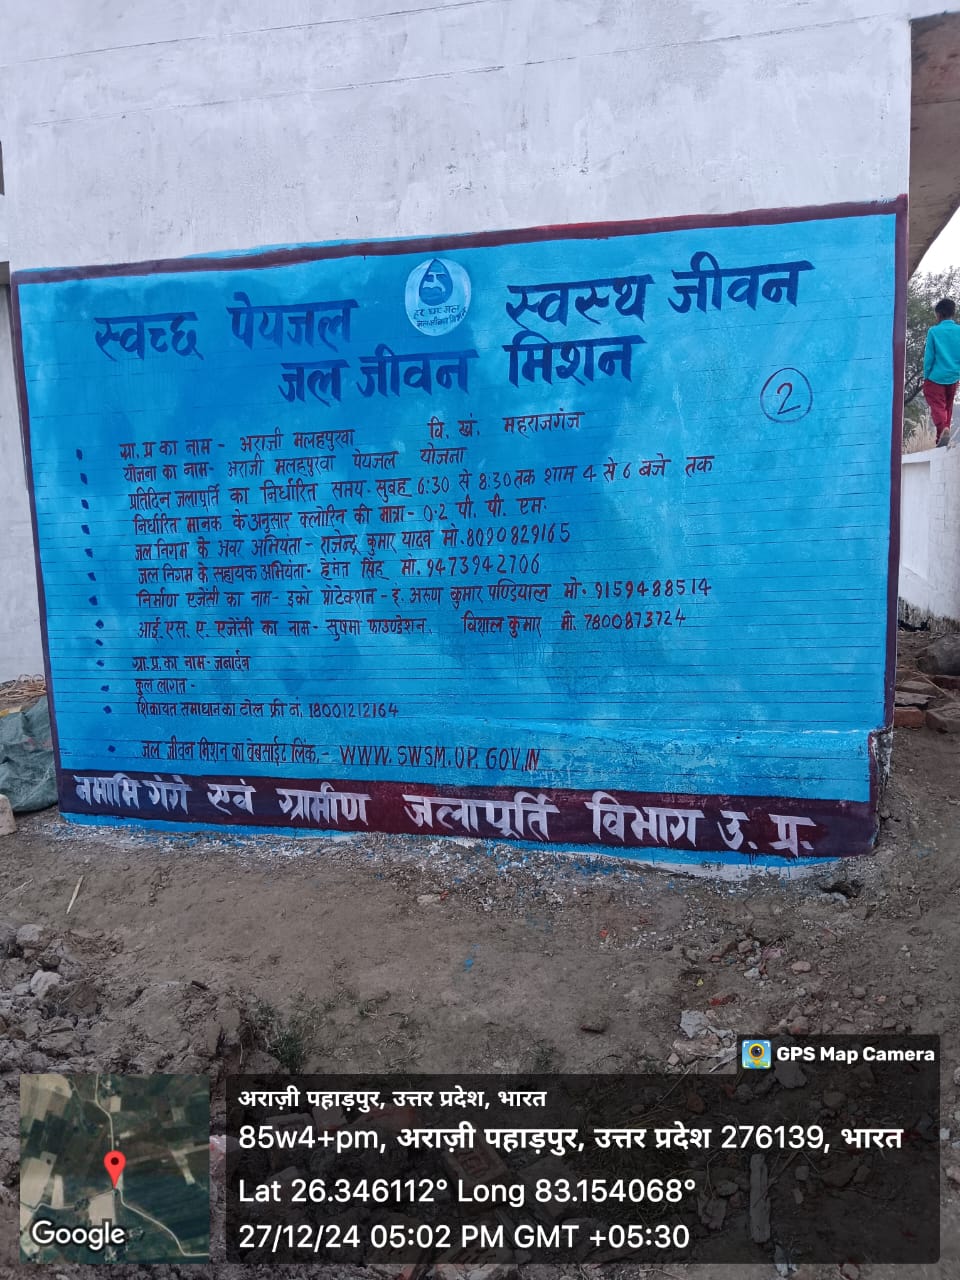 स्वच्छ पेयजल स्वस्थ जीवन
हर घर जल
जल जीवन मिशन
जल जीवन मिशन
2
ग्रा. प्र का नाम - अराजी मलहपुरवा वि. खं. महराजगंज
योजना का नाम- अराजी मलहपुरवा पेयजल योजना
प्रतिदिन जलापूर्ति का निर्धारित समय- सुबह 6:30 से 8:30 तक शाम 4 से 6 बजे तक
निर्धारित मानक के अनुसार क्लोरिन की मात्रा- 0.2 पी. पी. एम.
जल निगम के अवर अभियंता- राजेन्द्र कुमार यादव मो. 8090829165
जल निगम के सहायक अभियंता- हेमंत सिंह मो. 9473942706
निर्माण एजेंसी का नाम- इको प्रोटेक्शन - इ. अरुण कुमार पण्डियाल मो. 9159488514
आई. एस. ए. एजेंसी का नाम- सुषमा फाउण्डेशन. विशाल कुमार मो. 7800873724
ग्रा. प्र. का नाम- जनार्दन
कुल लागत -
शिकायत समाधान का टोल फ्री नं. 18001212164
जल जीवन मिशन का वेबसाईट लिंक - WWW.SWSM.UP.GOV.IN
नमामि गंगे एवं ग्रामीण जलापूर्ति विभाग उ. प्र.
GPS Map Camera
अराज़ी पहाड़पुर, उत्तर प्रदेश, भारत
85w4+pm, अराज़ी पहाड़पुर, उत्तर प्रदेश 276139, भारत
Lat 26.346112° Long 83.154068°
27/12/24 05:02 PM GMT +05:30
Google